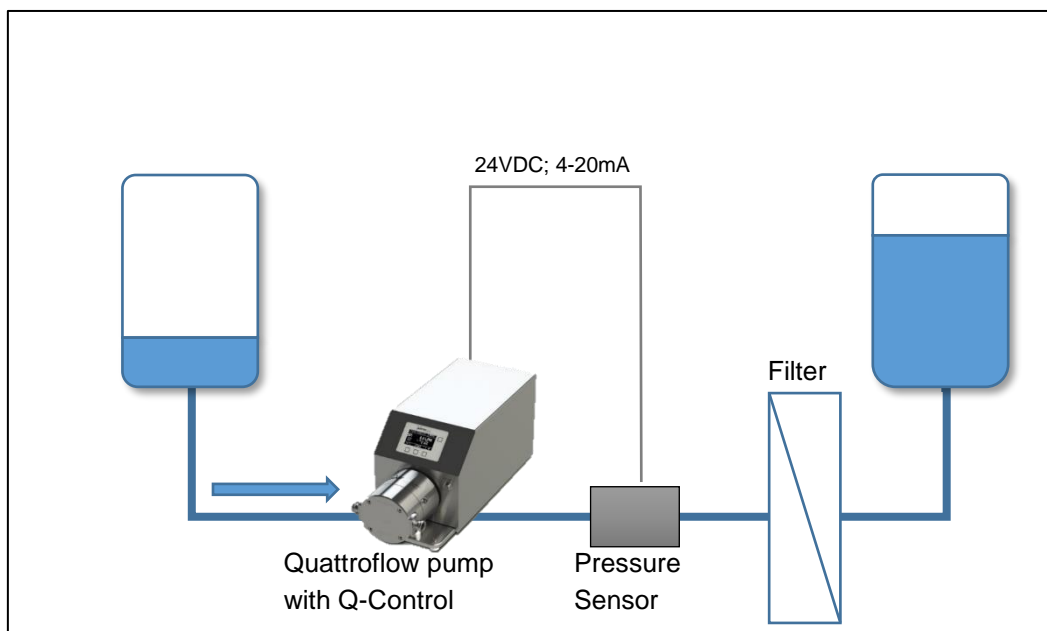 24VDC; 4-20mA
Filter
Quattroflow pump
with Q-Control
Pressure
Sensor